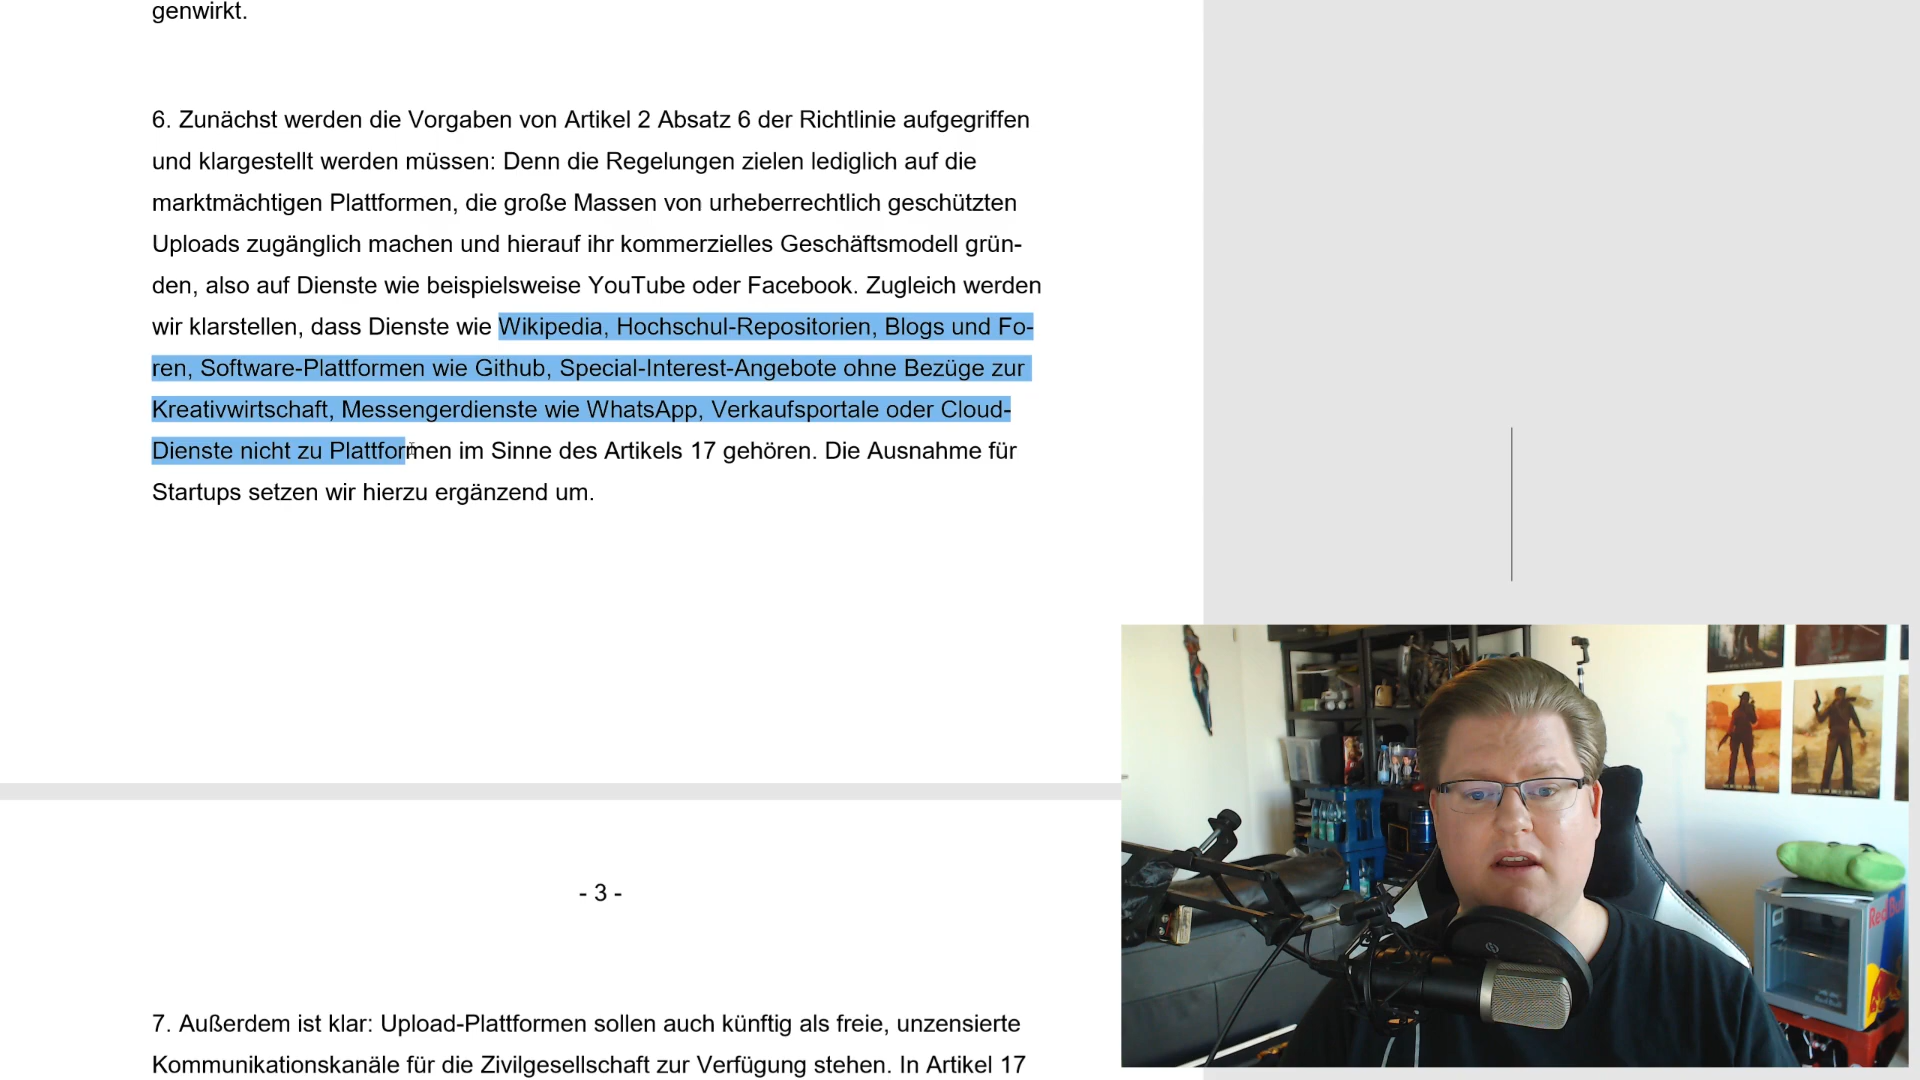 genwirkt.
6. Zunächst werden die Vorgaben von Artikel 2 Absatz 6 der Richtlinie aufgegriffen
und klargestellt werden müssen: Denn die Regelungen zielen lediglich auf die
marktmächtigen Plattformen, die große Massen von urheberrechtlich geschützten
Uploads zugänglich machen und hierauf ihr kommerzielles Geschäftsmodell grün-
den, also auf Dienste wie beispielsweise YouTube oder Facebook. Zugleich werden
wir klarstellen, dass Dienste wie Wikipedia, Hochschul-Repositorien, Blogs und Fo-
ren, Software-Plattformen wie Github, Special-Interest-Angebote ohne Bezüge zur
Kreativwirtschaft, Messengerdienste wie WhatsApp, Verkaufsportale oder Cloud-
Dienste nicht zu Plattformen im Sinne des Artikels 17 gehören. Die Ausnahme für
Startups setzen wir hierzu ergänzend um.
- 3 -
7. Außerdem ist klar: Upload-Plattformen sollen auch künftig als freie, unzensierte
Kommunikationskanäle für die Zivilgesellschaft zur Verfügung stehen. In Artikel 17
Red